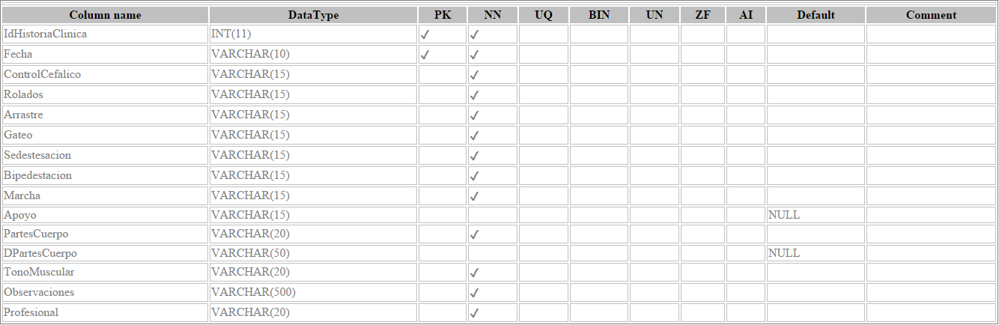 Column name DataType PK NN UQ BIN UN ZF AI Default Comment
IdHistoriaClinica INT(11) ✓ ✓
Fecha VARCHAR(10) ✓ ✓
ControlCefalico VARCHAR(15) ✓
Rolados VARCHAR(15) ✓
Arrastre VARCHAR(15) ✓
Gateo VARCHAR(15) ✓
Sedestesacion VARCHAR(15) ✓
Bipedestacion VARCHAR(15) ✓
Marcha VARCHAR(15) ✓
Apoyo VARCHAR(15) NULL
PartesCuerpo VARCHAR(20) ✓
DPartesCuerpo VARCHAR(50) NULL
TonoMuscular VARCHAR(20) ✓
Observaciones VARCHAR(500) ✓
Profesional VARCHAR(20) ✓